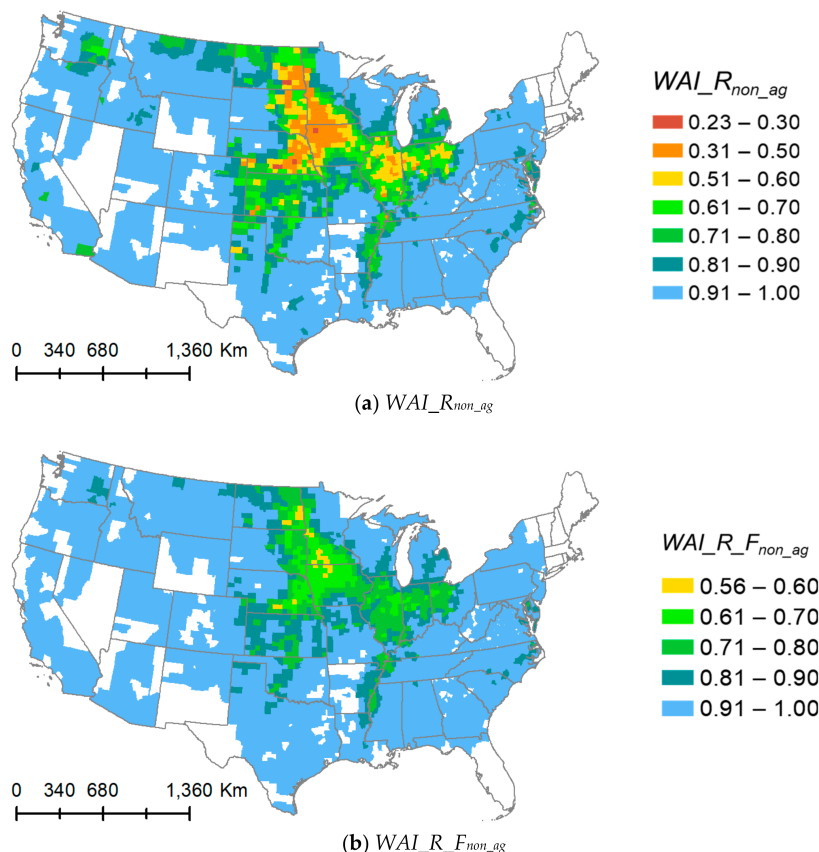 WAI_Rnon_ag
0.23 – 0.30
0.31 – 0.50
0.51 – 0.60
0.61 – 0.70
0.71 – 0.80
0.81 – 0.90
0.91 – 1.00
0 340 680 1,360 Km
(a) WAI_Rnon_ag
WAI_R_Fnon_ag
0.56 – 0.60
0.61 – 0.70
0.71 – 0.80
0.81 – 0.90
0.91 – 1.00
0 340 680 1,360 Km
(b) WAI_R_Fnon_ag